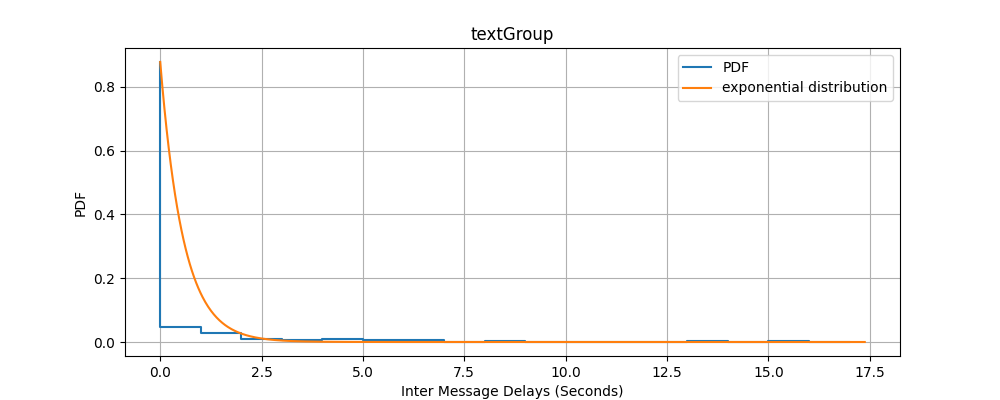 textGroup
PDF
exponential distribution
0.8
0.6
0.4
0.2
0.0
PDF
0.0 2.5 5.0 7.5 10.0 12.5 15.0 17.5
Inter Message Delays (Seconds)